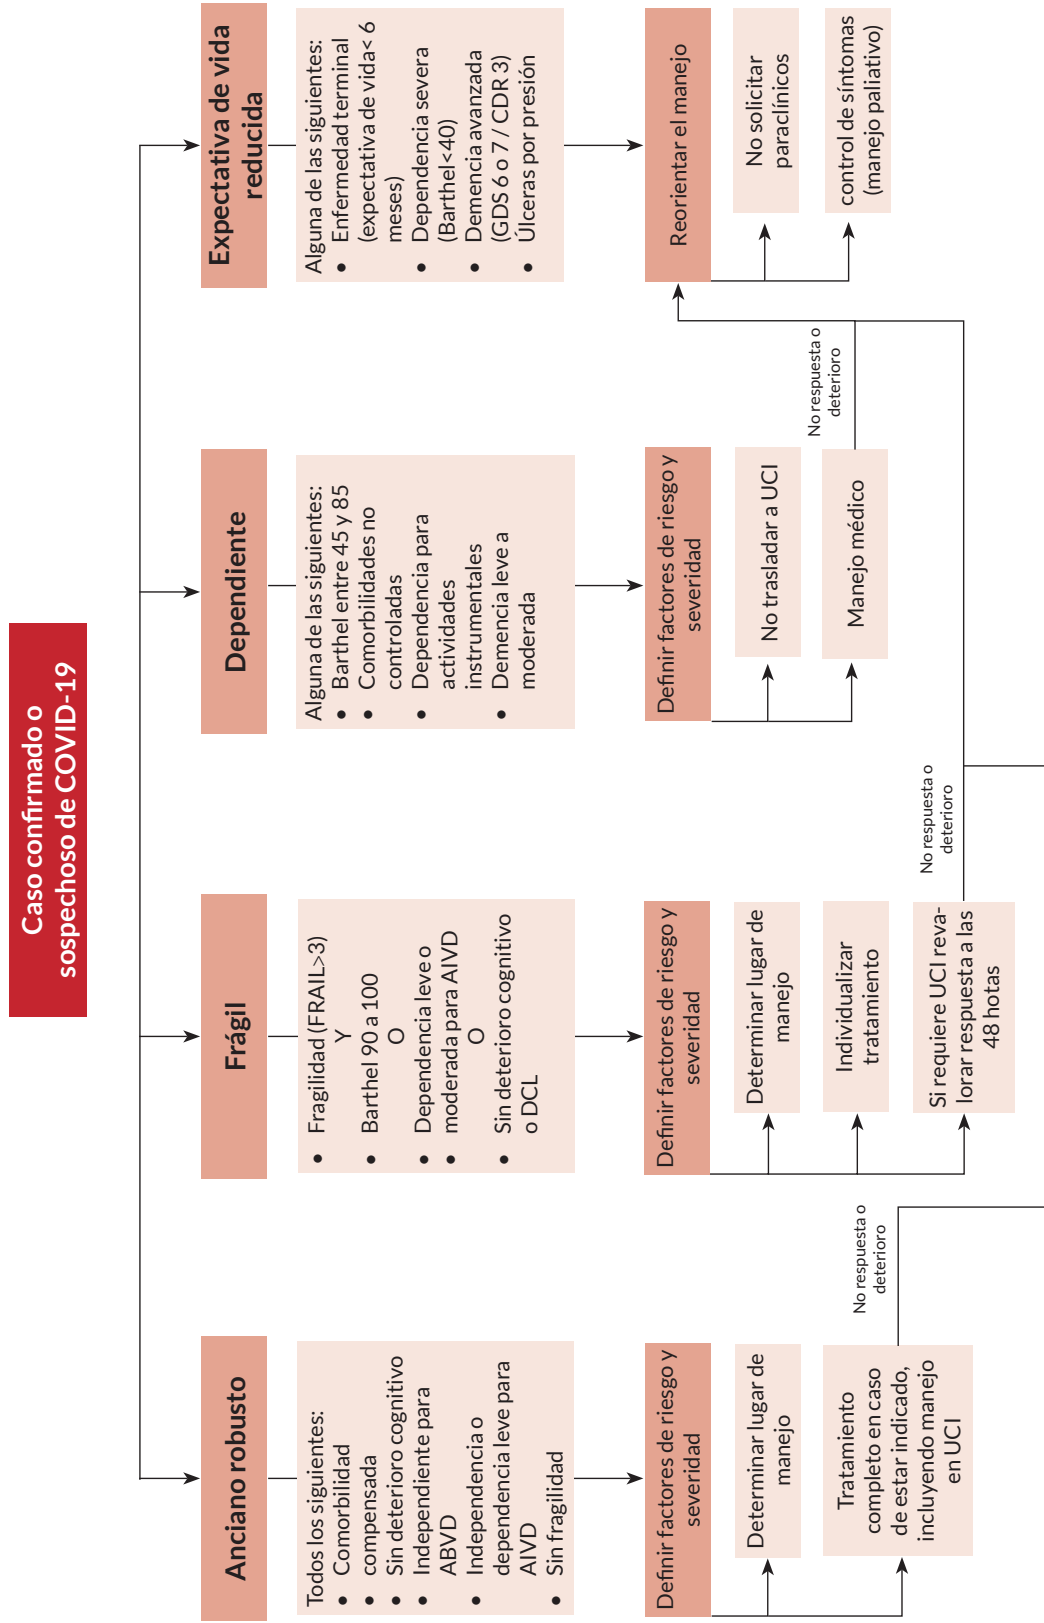 Caso confirmado o
sospechoso de COVID-19
Anciano robusto
Todos los siguientes:
• Comorbilidad
• compensada
• Sin deterioro cognitivo
• Independiente para
ABVD
• Independencia o
dependencia leve para
AIVD
• Sin fragilidad
Definir factores de riesgo y
severidad
Determinar lugar de
manejo
Tratamiento
completo en caso
de estar indicado,
incluyendo manejo
en UCI
No respuesta o
deterioro
Frágil
• Fragilidad (FRAIL>3)
Y
• Barthel 90 a 100
O
• Dependencia leve o
• moderada para AIVD
O
• Sin deterioro cognitivo
o DCL
Definir factores de riesgo y
severidad
Determinar lugar de
manejo
Individualizar
tratamiento
Si requiere UCI reva-
lorar respuesta a las
48 hotas
No respuesta o
deterioro
Dependiente
Alguna de las siguientes:
• Barthel entre 45 y 85
• Comorbilidades no
controladas
• Dependencia para
actividades
instrumentales
• Demencia leve a
moderada
Definir factores de riesgo y
severidad
No trasladar a UCI
Manejo médico
No respuesta o
deterioro
Expectativa de vida
reducida
Alguna de las siguientes:
• Enfermedad terminal
(expectativa de vida< 6
meses)
• Dependencia severa
(Barthel<40)
• Demencia avanzada
(GDS 6 o 7 / CDR 3)
• Úlceras por presión
Reorientar el manejo
No solicitar
paraclínicos
control de síntomas
(manejo paliativo)